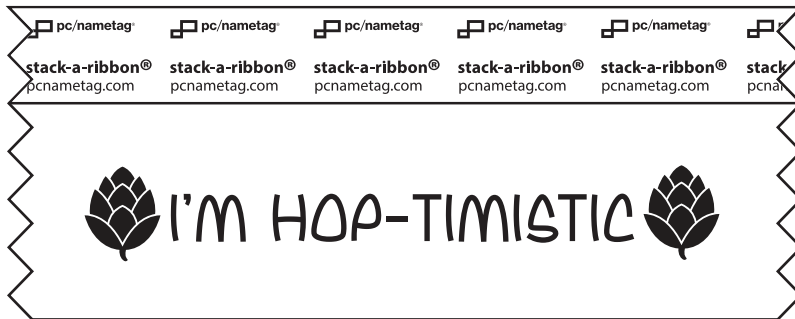 pc/nametag® pc/nametag® pc/nametag® pc/nametag® pc/nametag®
stack-a-ribbon® stack-a-ribbon® stack-a-ribbon® stack-a-ribbon® stack-a-ribbon® stack
pcnametag.com pcnametag.com pcnametag.com pcnametag.com pcnametag.com
I'M HOP-TIMISTIC